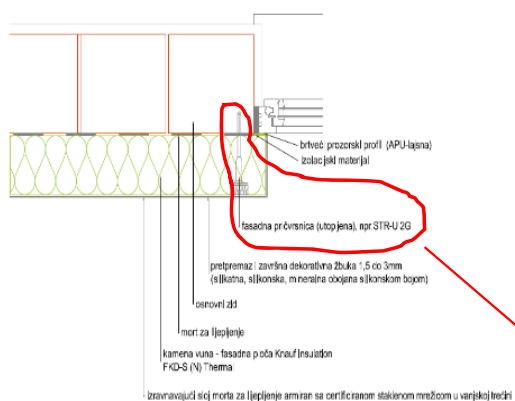 brtveći prozorski profil (APU-lajsna)
izolacijski materijal
fasadna pričvrsnica (utopljena), npr.STR-U 2G
pretpremaz i završna dekorativna žbuka 1,5 do 3mm
(silikatna, silikonska, mineralna obojana silikonskom bojom)
osnovni zid
mort za lijepljenje
kamena vuna - fasadna ploča Knauf Insulation
FKD-S (N) Therma
izravnavajući sloj morta za lijepljenje armiran sa certificiranom staklenom mrežicom u vanjskoj trećini